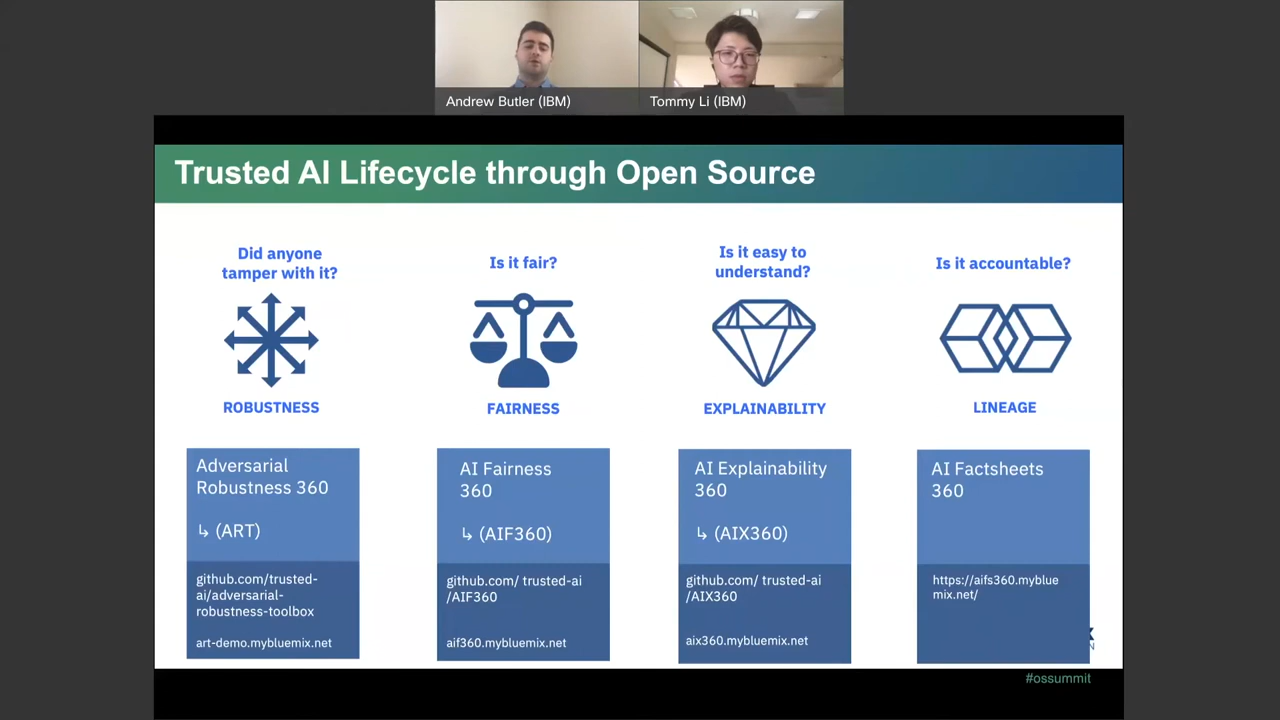 Andrew Butler (IBM)
Tommy Li (IBM)
Trusted AI Lifecycle through Open Source
Did anyone
tamper with it?
ROBUSTNESS
Adversarial
Robustness 360
↳ (ART)
github.com/trusted-
ai/adversarial-
robustness-toolbox
art-demo.mybluemix.net
Is it fair?
FAIRNESS
AI Fairness
360
↳ (AIF360)
github.com/ trusted-ai
/AIF360
aif360.mybluemix.net
Is it easy to
understand?
EXPLAINABILITY
AI Explainability
360
↳ (AIX360)
github.com/ trusted-ai
/AIX360
aix360.mybluemix.net
Is it accountable?
LINEAGE
AI Factsheets
360
https://aifs360.myblue
mix.net/
#ossummit